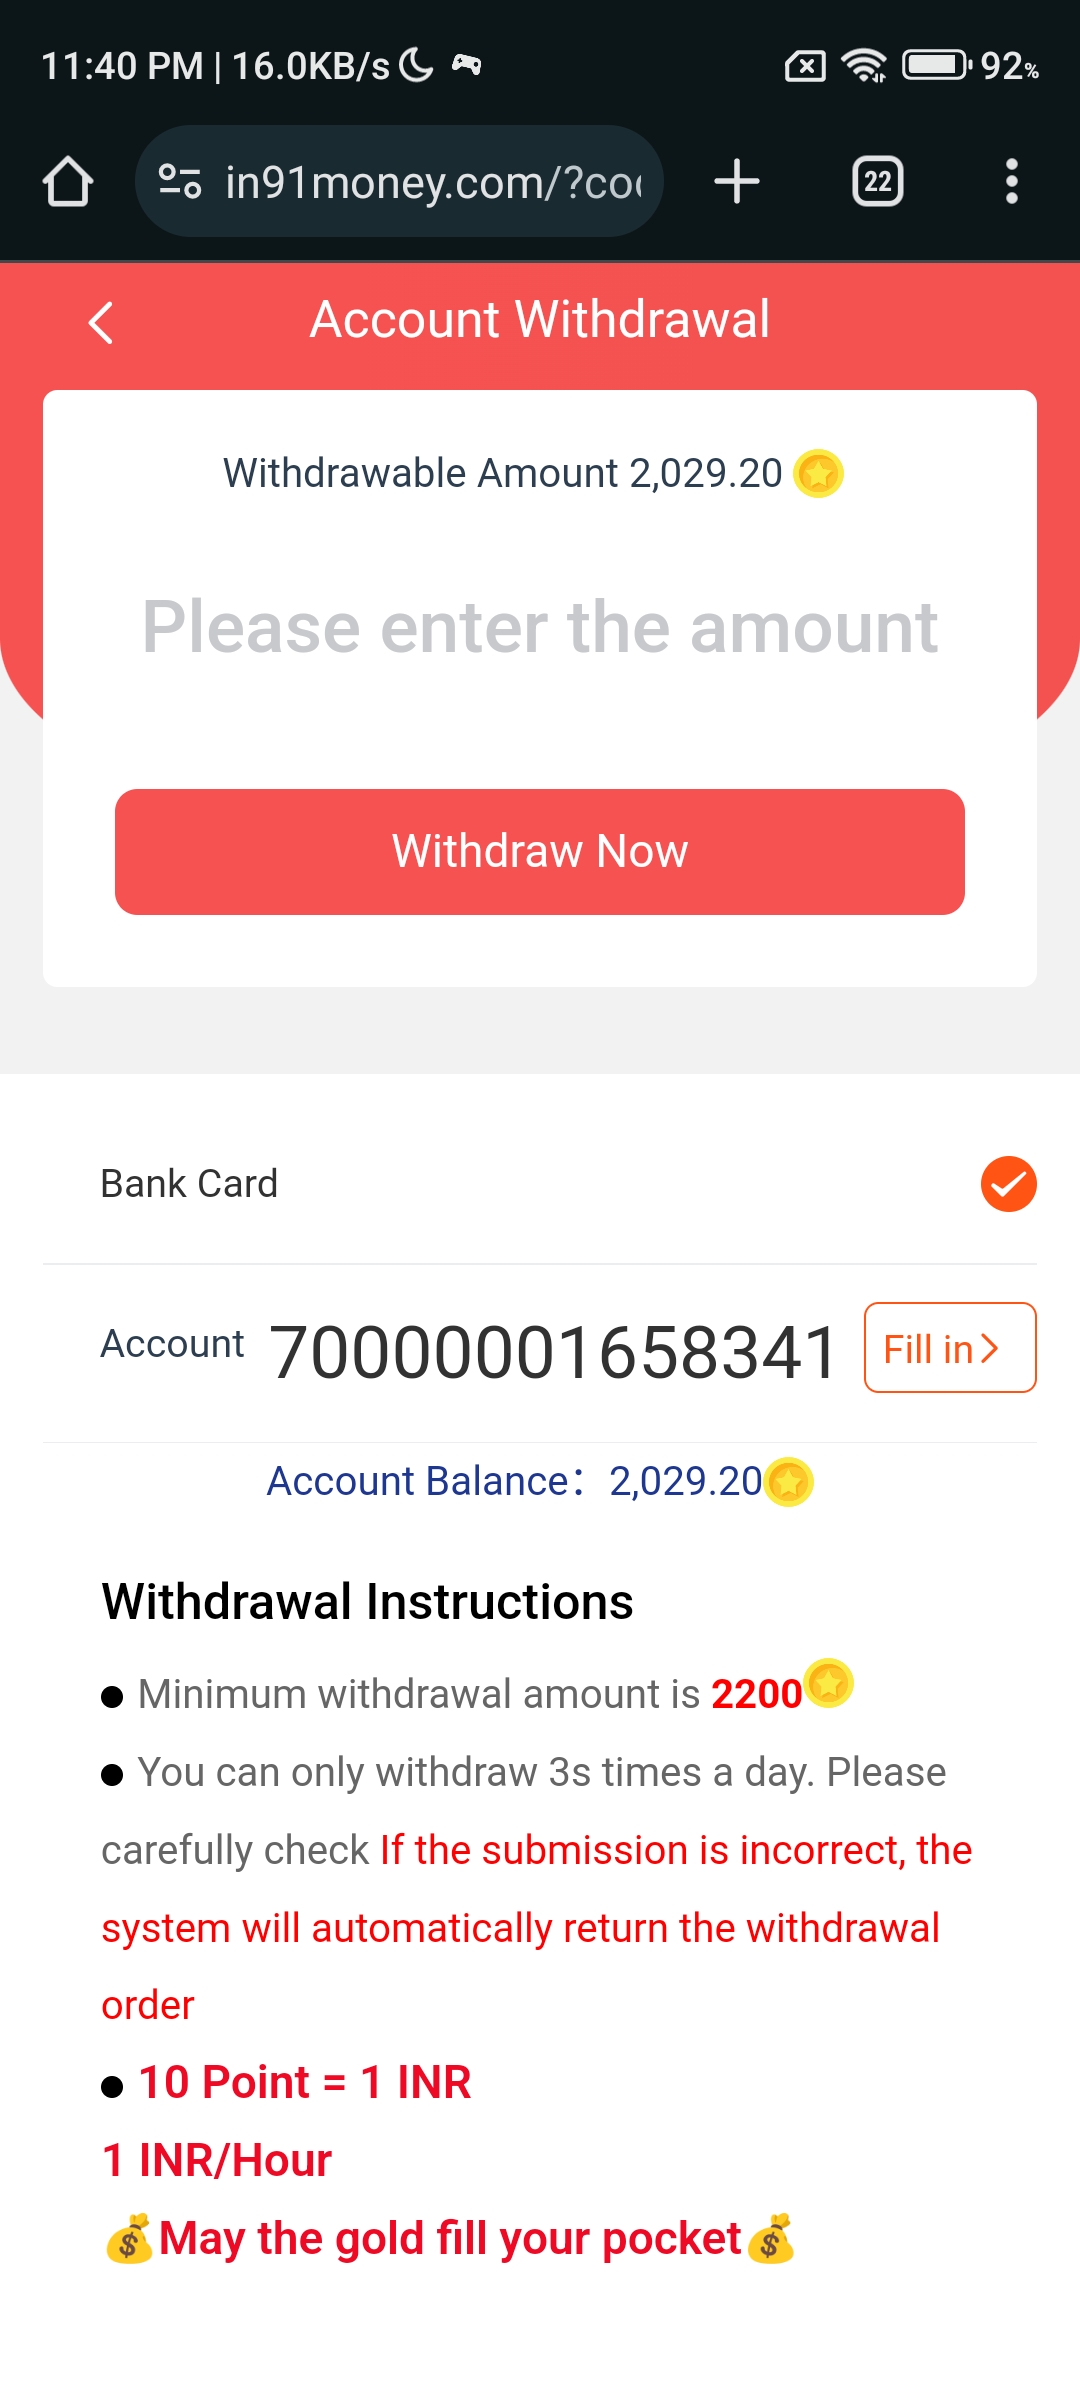 11:40 PM | 16.0KB/s
92%
in91money.com/?co
22
Account Withdrawal
Withdrawable Amount 2,029.20
Please enter the amount
Withdraw Now
Bank Card
Account 70000001658341 Fill in
Account Balance： 2,029.20
Withdrawal Instructions
● Minimum withdrawal amount is 2200
● You can only withdraw 3s times a day. Please
carefully check If the submission is incorrect, the
system will automatically return the withdrawal
order
● 10 Point = 1 INR
1 INR/Hour
💰May the gold fill your pocket💰